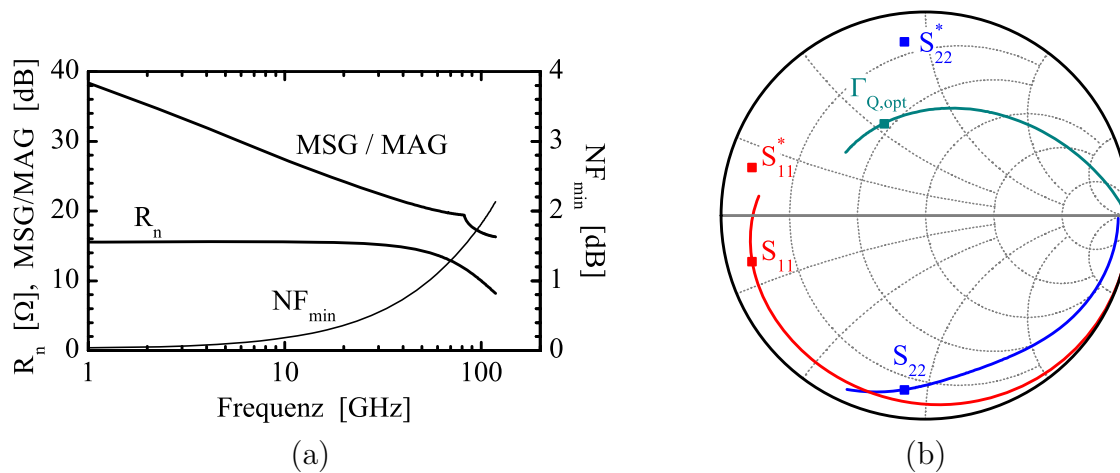 40
30
20
10
0
4
3
2
1
0
1
10
100
R_n [Ω], MSG/MAG [dB]
NF_min [dB]
Frequenz [GHz]
MSG / MAG
R_n
NF_min
(a)
S*_22
Γ_Q,opt
S*_11
S_11
S_22
(b)